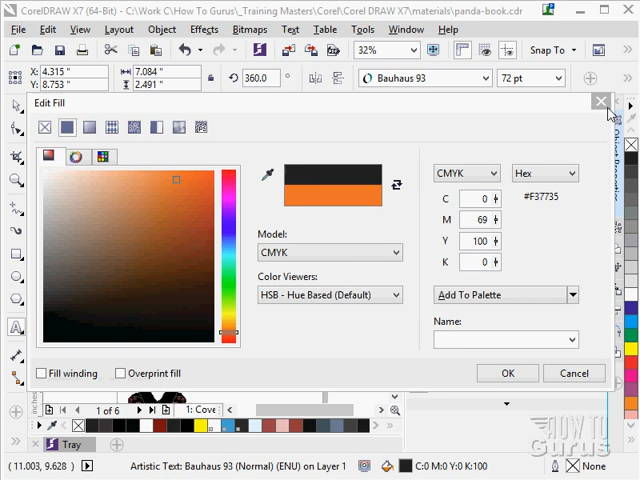 CorelDRAW X7 (64-Bit) - C:\Work C\How To Gurus\_Training Masters\Corel\Corel DRAW X7\materials\panda-book.cdr
File Edit View Layout Object Effects Bitmaps Text Table Tools Window Help
32% Snap To
X: 4.315 " 7.084 " 360.0 ° Bauhaus 93 72 pt
Y: 8.753 " 2.491 "
Edit Fill
CMYK Hex
C 0 #F37735
M 69
Model: Y 100
CMYK K 0
Color Viewers:
HSB - Hue Based (Default) Add To Palette
Name:
Fill winding Overprint fill OK Cancel
Object Properties
inches
1 of 6 1: Cove
Tray
HOW TO
Gurus
(11.003, 9.628 ) Artistic Text: Bauhaus 93 (Normal) (ENU) on Layer 1 C:0 M:0 Y:0 K:100 None